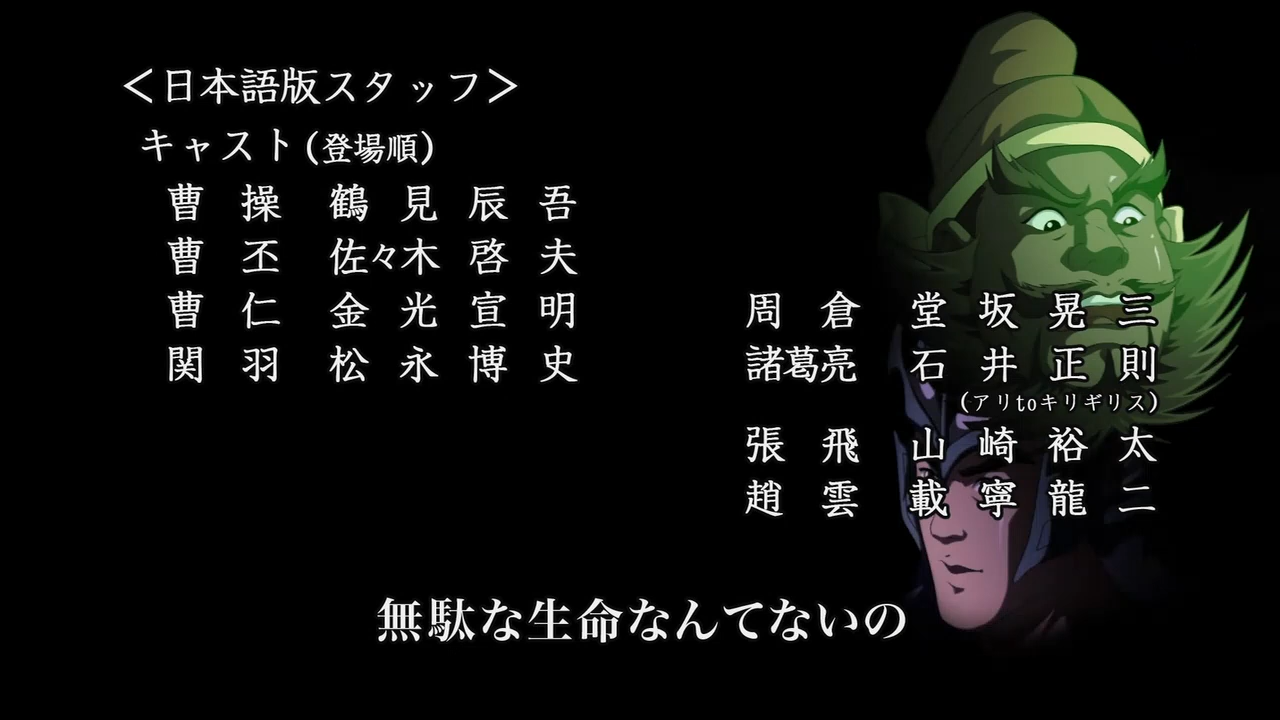 ＜日本語版スタッフ＞
キャスト(登場順)
曹操 鶴見辰吾
曹丕 佐々木啓夫
曹仁 金光宣明
関羽 松永博史
周倉 堂坂晃三
諸葛亮 石井正則
(アリtoキリギリス)
張飛 山崎裕太
趙雲 載寧龍二
無駄な生命なんてないの